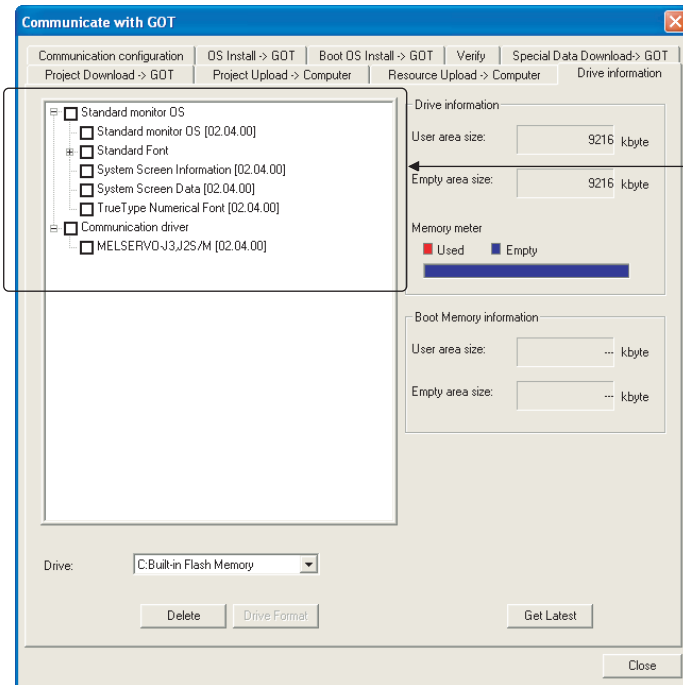 Communicate with GOT
Communication configuration OS Install -> GOT Boot OS Install -> GOT Verify Special Data Download-> GOT
Project Download -> GOT Project Upload -> Computer Resource Upload -> Computer Drive information
Standard monitor OS
Standard monitor OS [02.04.00]
Standard Font
System Screen Information [02.04.00]
System Screen Data [02.04.00]
TrueType Numerical Font [02.04.00]
Communication driver
MELSERVO-J3,J2S/M [02.04.00]
Drive information
User area size: 9216 kbyte
Empty area size: 9216 kbyte
Memory meter
Used Empty
Boot Memory information
User area size: --- kbyte
Empty area size: --- kbyte
Drive: C:Built-in Flash Memory
Delete Drive Format Get Latest
Close